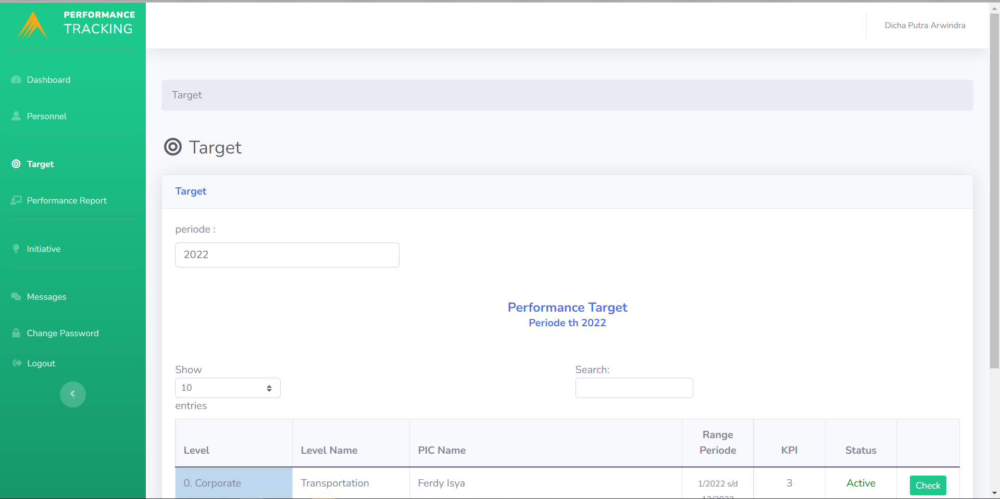 PERFORMANCE
TRACKING
Dicha Putra Arwindra
Dashboard
Personnel
Target
Performance Report
Initiative
Messages
Change Password
Logout
Target
Target
Target
periode :
2022
Performance Target
Periode th 2022
Show
10
entries
Search:
Level
Level Name
PIC Name
Range
Periode
KPI
Status
0. Corporate
Transportation
Ferdy Isya
1/2022 s/d
12/2022
3
Active
Check